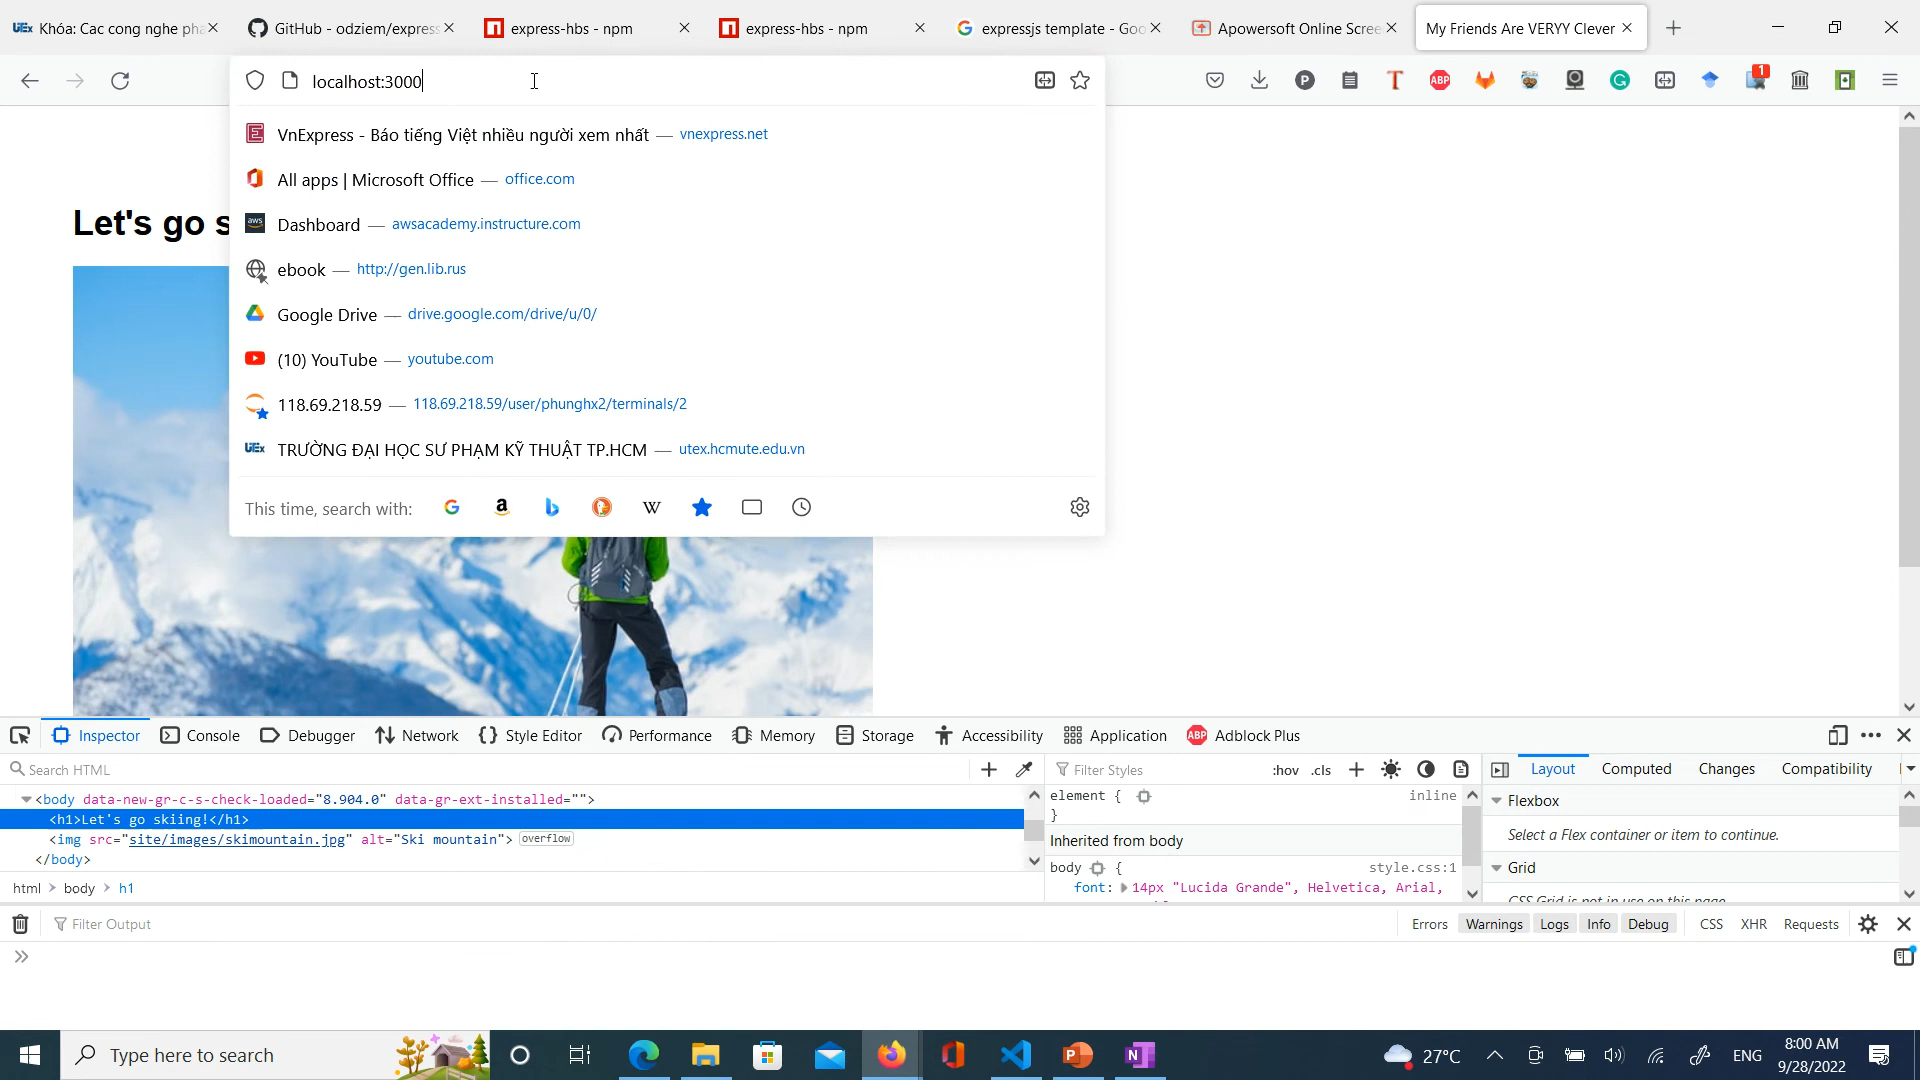 Khóa: Cac cong nghe pha
GitHub - odziem/express
express-hbs - npm
express-hbs - npm
expressjs template - Goo
Apowersoft Online Scree
My Friends Are VERYY Clever
localhost:3000
VnExpress - Báo tiếng Việt nhiều người xem nhất — vnexpress.net
All apps | Microsoft Office — office.com
Dashboard — awsacademy.instructure.com
ebook — http://gen.lib.rus
Google Drive — drive.google.com/drive/u/0/
(10) YouTube — youtube.com
118.69.218.59 — 118.69.218.59/user/phunghx2/terminals/2
TRƯỜNG ĐẠI HỌC SƯ PHẠM KỸ THUẬT TP.HCM — utex.hcmute.edu.vn
This time, search with:
Let's go s
Inspector Console Debugger Network Style Editor Performance Memory Storage Accessibility Application Adblock Plus
Search HTML
<body data-new-gr-c-s-check-loaded="8.904.0" data-gr-ext-installed="">
<h1>Let's go skiing!</h1>
<img src="site/images/skimountain.jpg" alt="Ski mountain"> overflow
</body>
html > body > h1
Filter Styles :hov .cls
element { inline
}
Inherited from body
body { style.css:1
font: 14px "Lucida Grande", Helvetica, Arial,
Layout Computed Changes Compatibility
Flexbox
Select a Flex container or item to continue.
Grid
CSS Grid is not in use on this page
Filter Output
Errors Warnings Logs Info Debug CSS XHR Requests
Type here to search
27°C
ENG
8:00 AM
9/28/2022